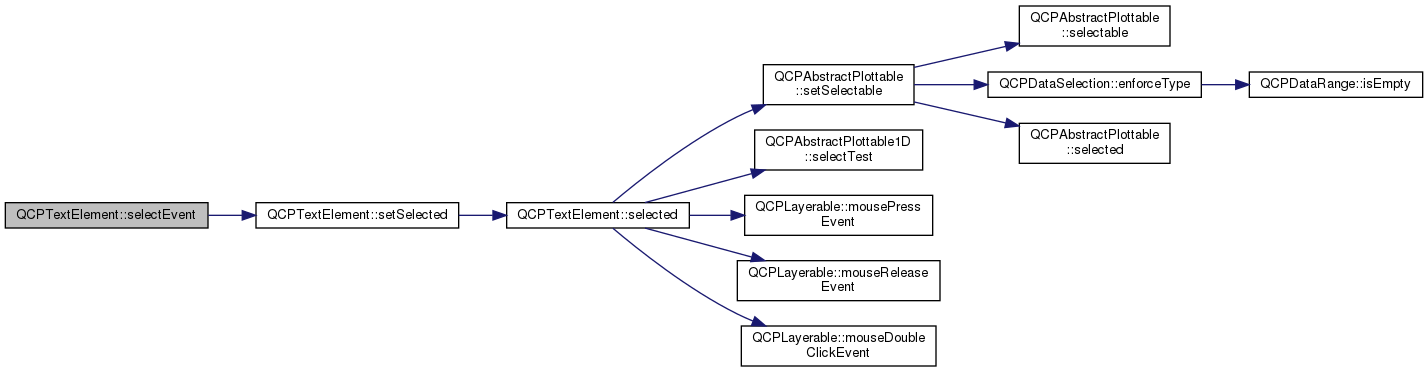 QCPTextElement::selectEvent
QCPTextElement::setSelected
QCPTextElement::selected
QCPAbstractPlottable
::setSelectable
QCPAbstractPlottable
::selectable
QCPDataSelection::enforceType
QCPDataRange::isEmpty
QCPAbstractPlottable
::selected
QCPAbstractPlottable1D
::selectTest
QCPLayerable::mousePress
Event
QCPLayerable::mouseRelease
Event
QCPLayerable::mouseDouble
ClickEvent